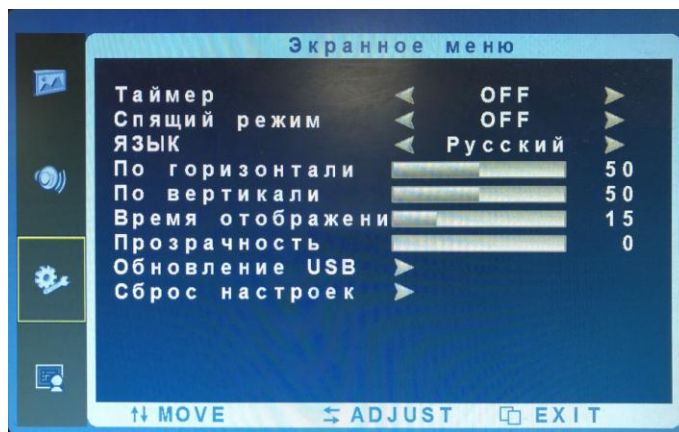 Экранное меню
Таймер OFF
Спящий режим OFF
ЯЗЫК Русский
По горизонтали 50
По вертикали 50
Время отображени 15
Прозрачность 0
Обновление USB
Сброс настроек
MOVE ADJUST EXIT